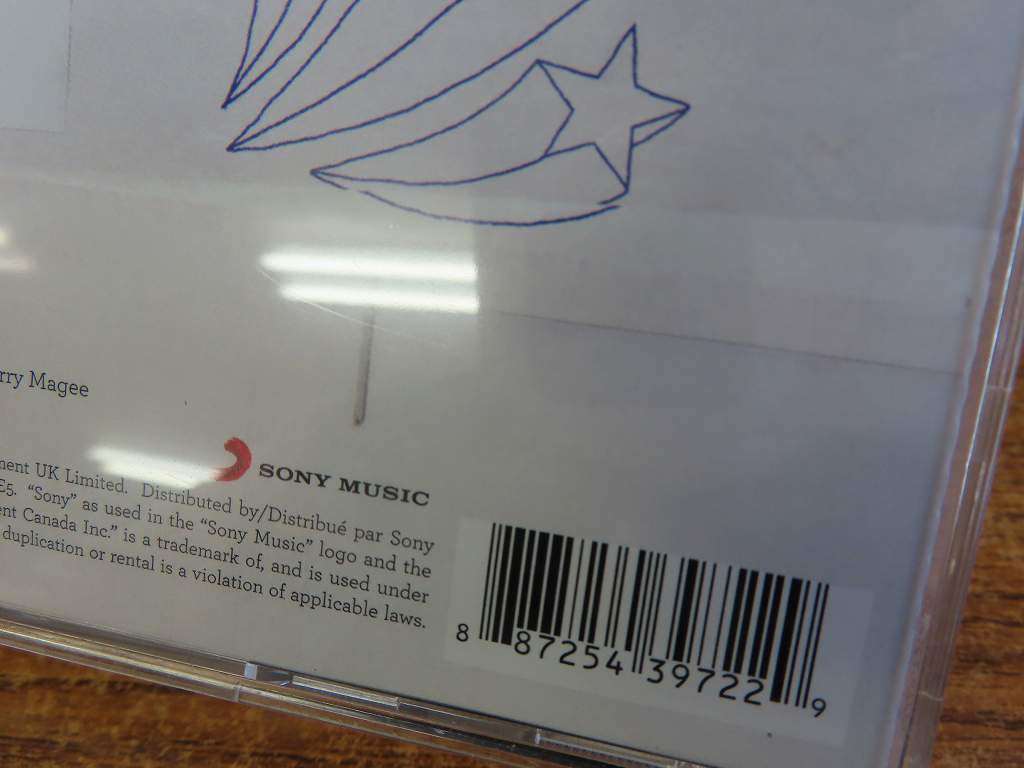 rry Magee
SONY MUSIC
ment UK Limited. Distributed by/Distribué par Sony
E5. “Sony” as used in the “Sony Music” logo and the
ent Canada Inc.” is a trademark of, and is used under
duplication or rental is a violation of applicable laws.
8 87254 39722 9